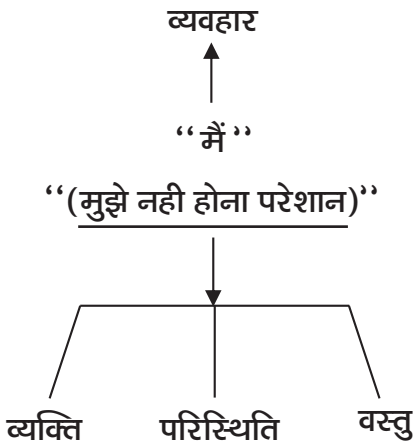 व्यवहार
‘‘मैं’’
‘‘(मुझे नही होना परेशान)’’
व्यक्ति परिस्थिति वस्तु